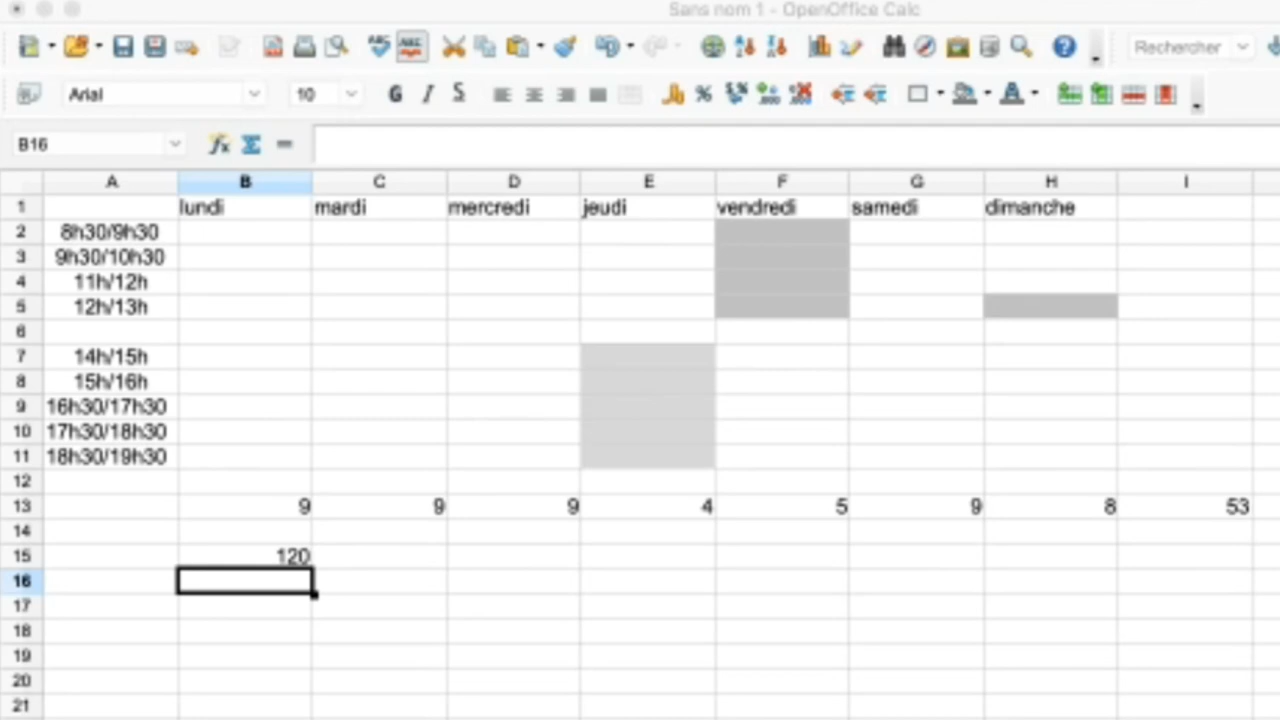 Sans nom 1 - OpenOffice Calc
Rechercher
Arial 10 G I S
B16
A B C D E F G H I
1 lundi mardi mercredi jeudi vendredi samedi dimanche
2 8h30/9h30
3 9h30/10h30
4 11h/12h
5 12h/13h
6
7 14h/15h
8 15h/16h
9 16h30/17h30
10 17h30/18h30
11 18h30/19h30
12
13 9 9 9 4 5 9 8 53
14
15 120
16
17
18
19
20
21